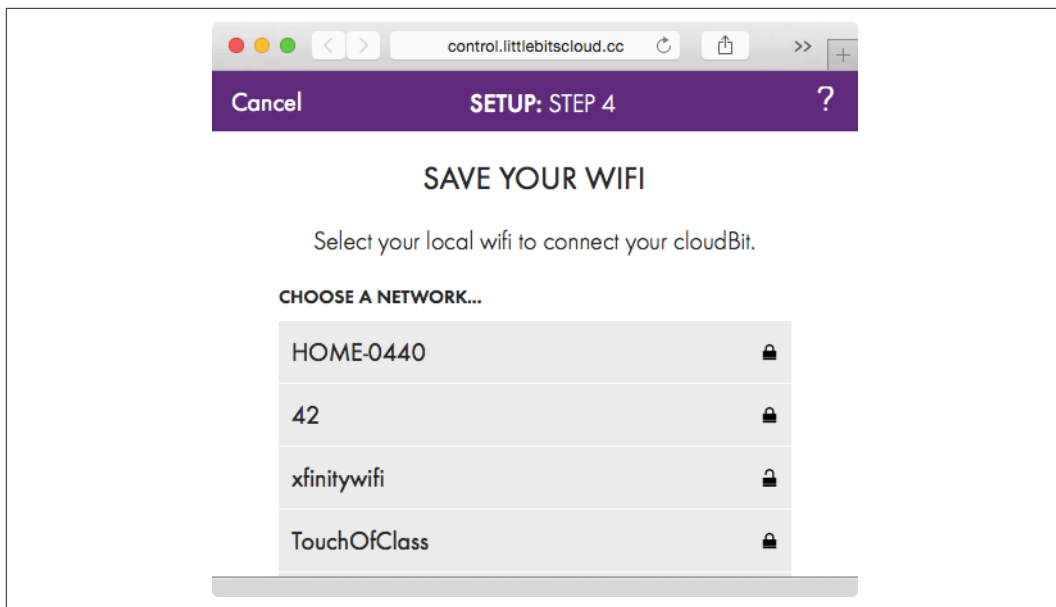 control.littlebitscloud.cc
Cancel SETUP: STEP 4 ?
SAVE YOUR WIFI
Select your local wifi to connect your cloudBit.
CHOOSE A NETWORK...
HOME-0440
42
xfinitywifi
TouchOfClass